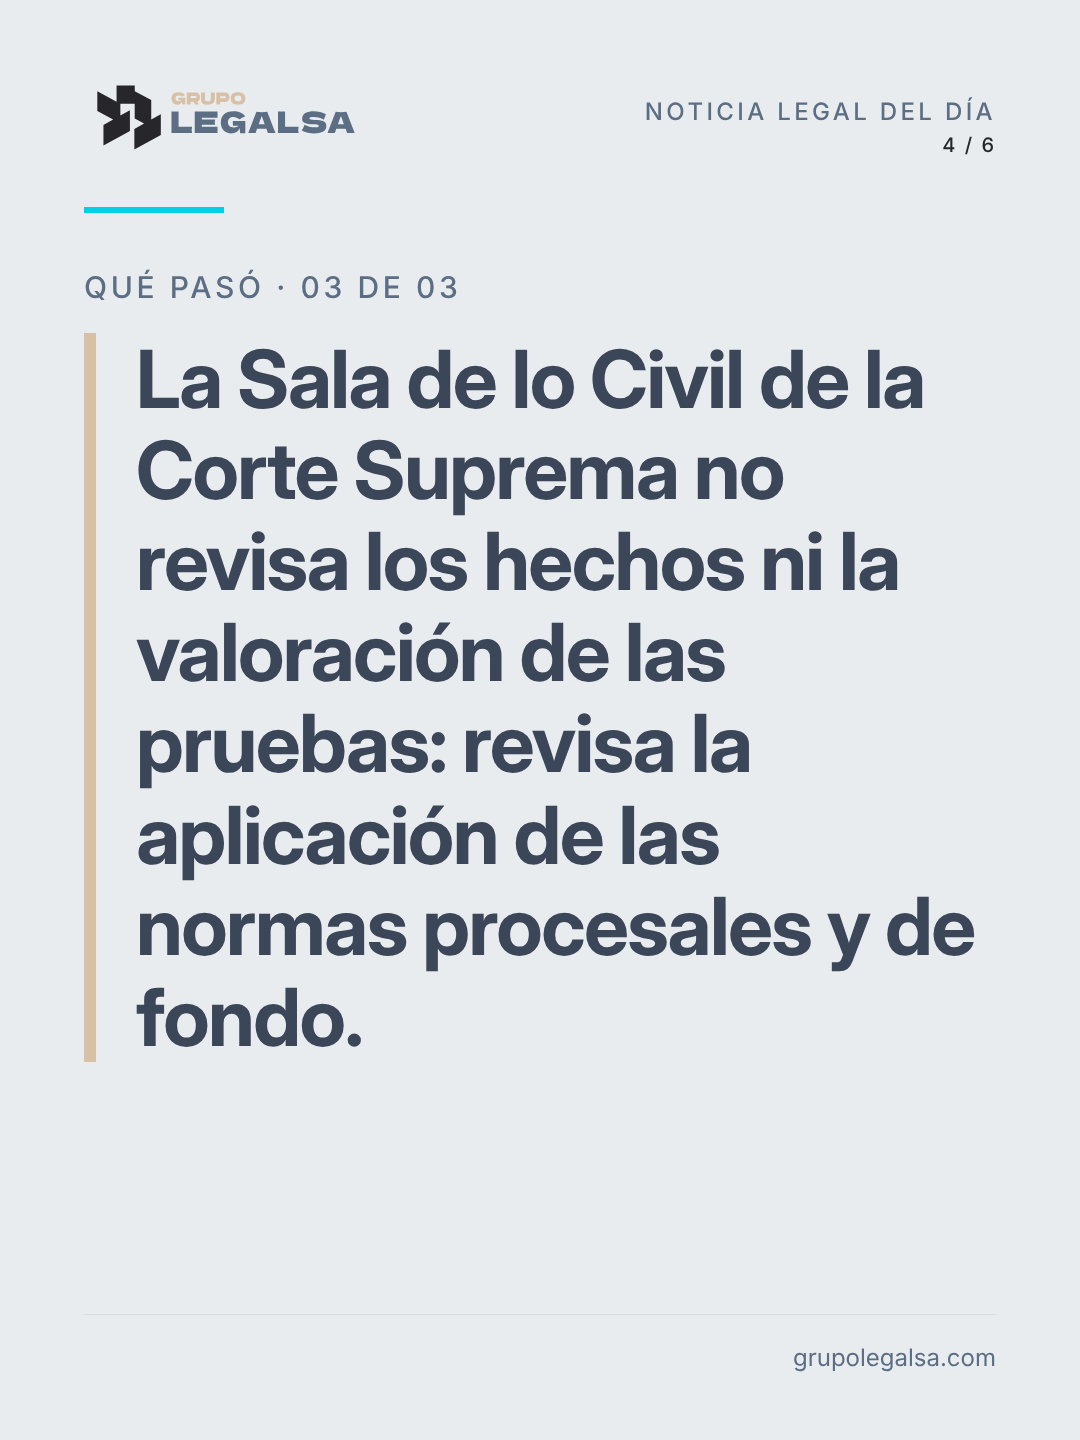 GRUPO
LEGALSA
NOTICIA LEGAL DEL DÍA
4 / 6
QUÉ PASÓ · 03 DE 03
La Sala de lo Civil de la
Corte Suprema no
revisa los hechos ni la
valoración de las
pruebas: revisa la
aplicación de las
normas procesales y de
fondo.
grupolegalsa.com